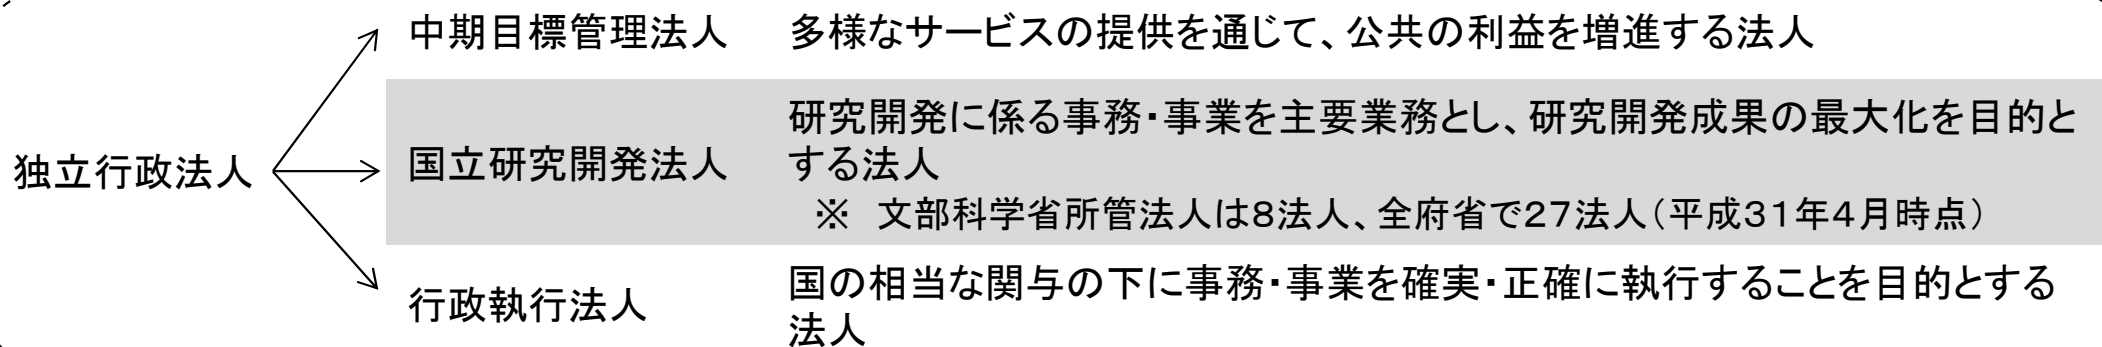 中期目標管理法人 多様なサービスの提供を通じて、公共の利益を増進する法人
研究開発に係る事務・事業を主要業務とし、研究開発成果の最大化を目的と
独立行政法人 国立研究開発法人 する法人
※ 文部科学省所管法人は8法人、全府省で27法人(平成31年4月時点)
行政執行法人 国の相当な関与の下に事務・事業を確実・正確に執行することを目的とする
法人